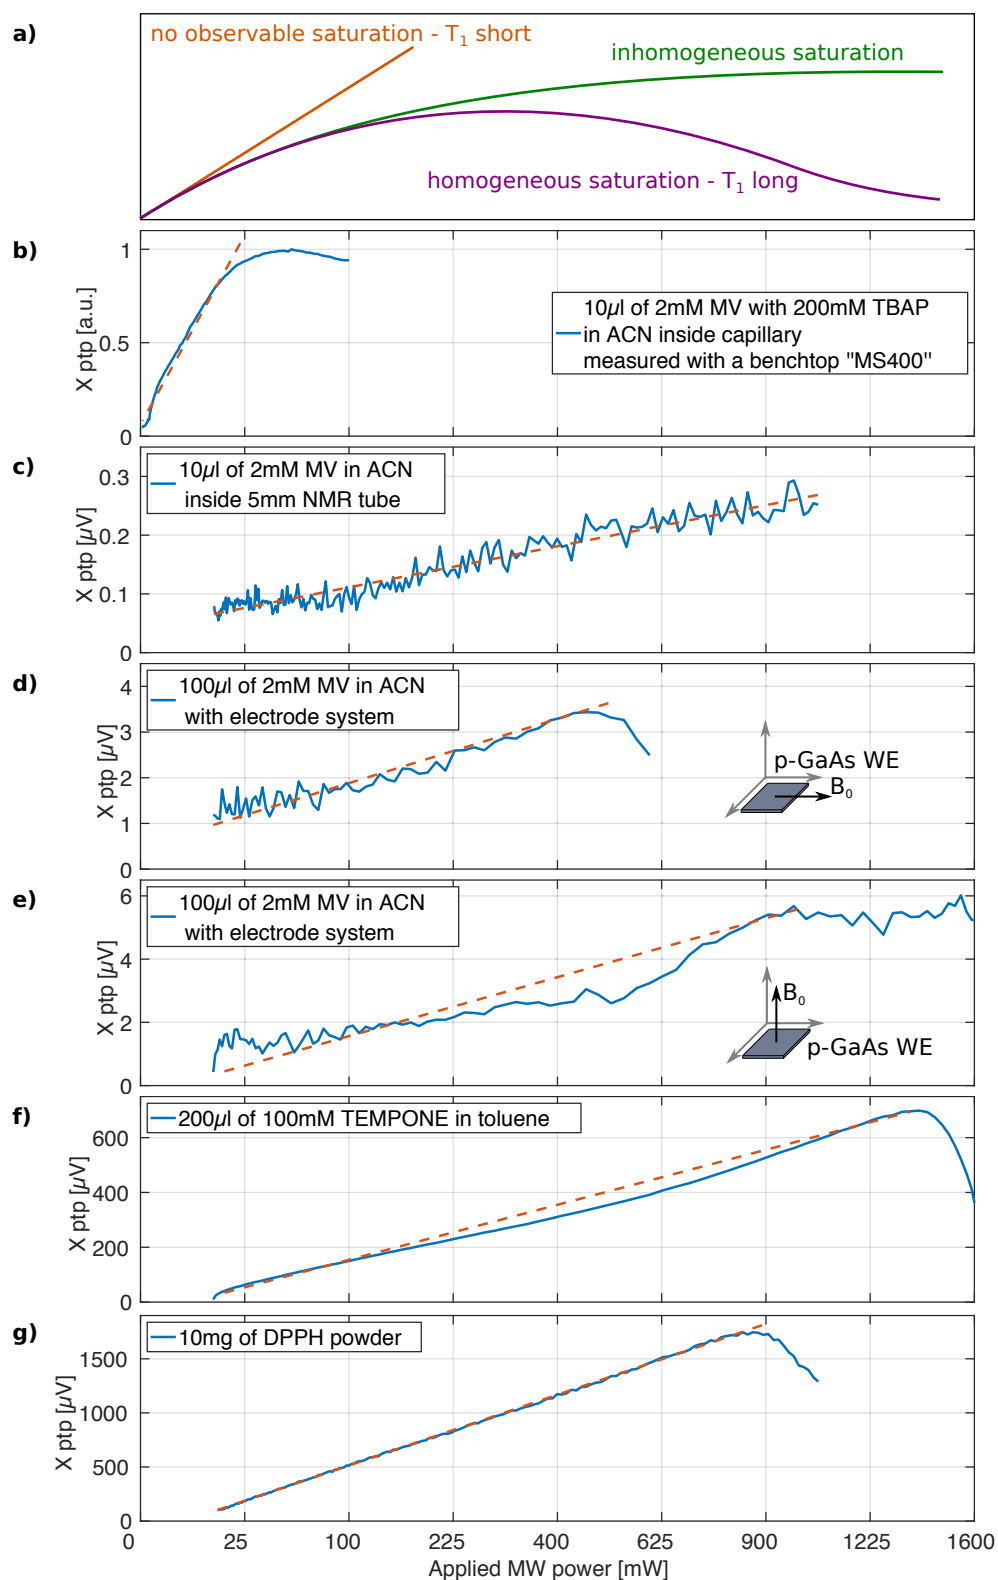 a)
no observable saturation - T1 short
inhomogeneous saturation
homogeneous saturation - T1 long
b)
X ptp [a.u.]
1
0.5
0
10µl of 2mM MV with 200mM TBAP
in ACN inside capillary
measured with a benchtop "MS400"
c)
X ptp [µV]
0.3
0.2
0.1
0
10µl of 2mM MV in ACN
inside 5mm NMR tube
d)
X ptp [µV]
4
3
2
1
0
100µl of 2mM MV in ACN
with electrode system
p-GaAs WE
B0
e)
X ptp [µV]
6
4
2
0
100µl of 2mM MV in ACN
with electrode system
B0
p-GaAs WE
f)
X ptp [µV]
600
400
200
0
200µl of 100mM TEMPONE in toluene
g)
X ptp [µV]
1500
1000
500
0
10mg of DPPH powder
0 25 100 225 400 625 900 1225 1600
Applied MW power [mW]